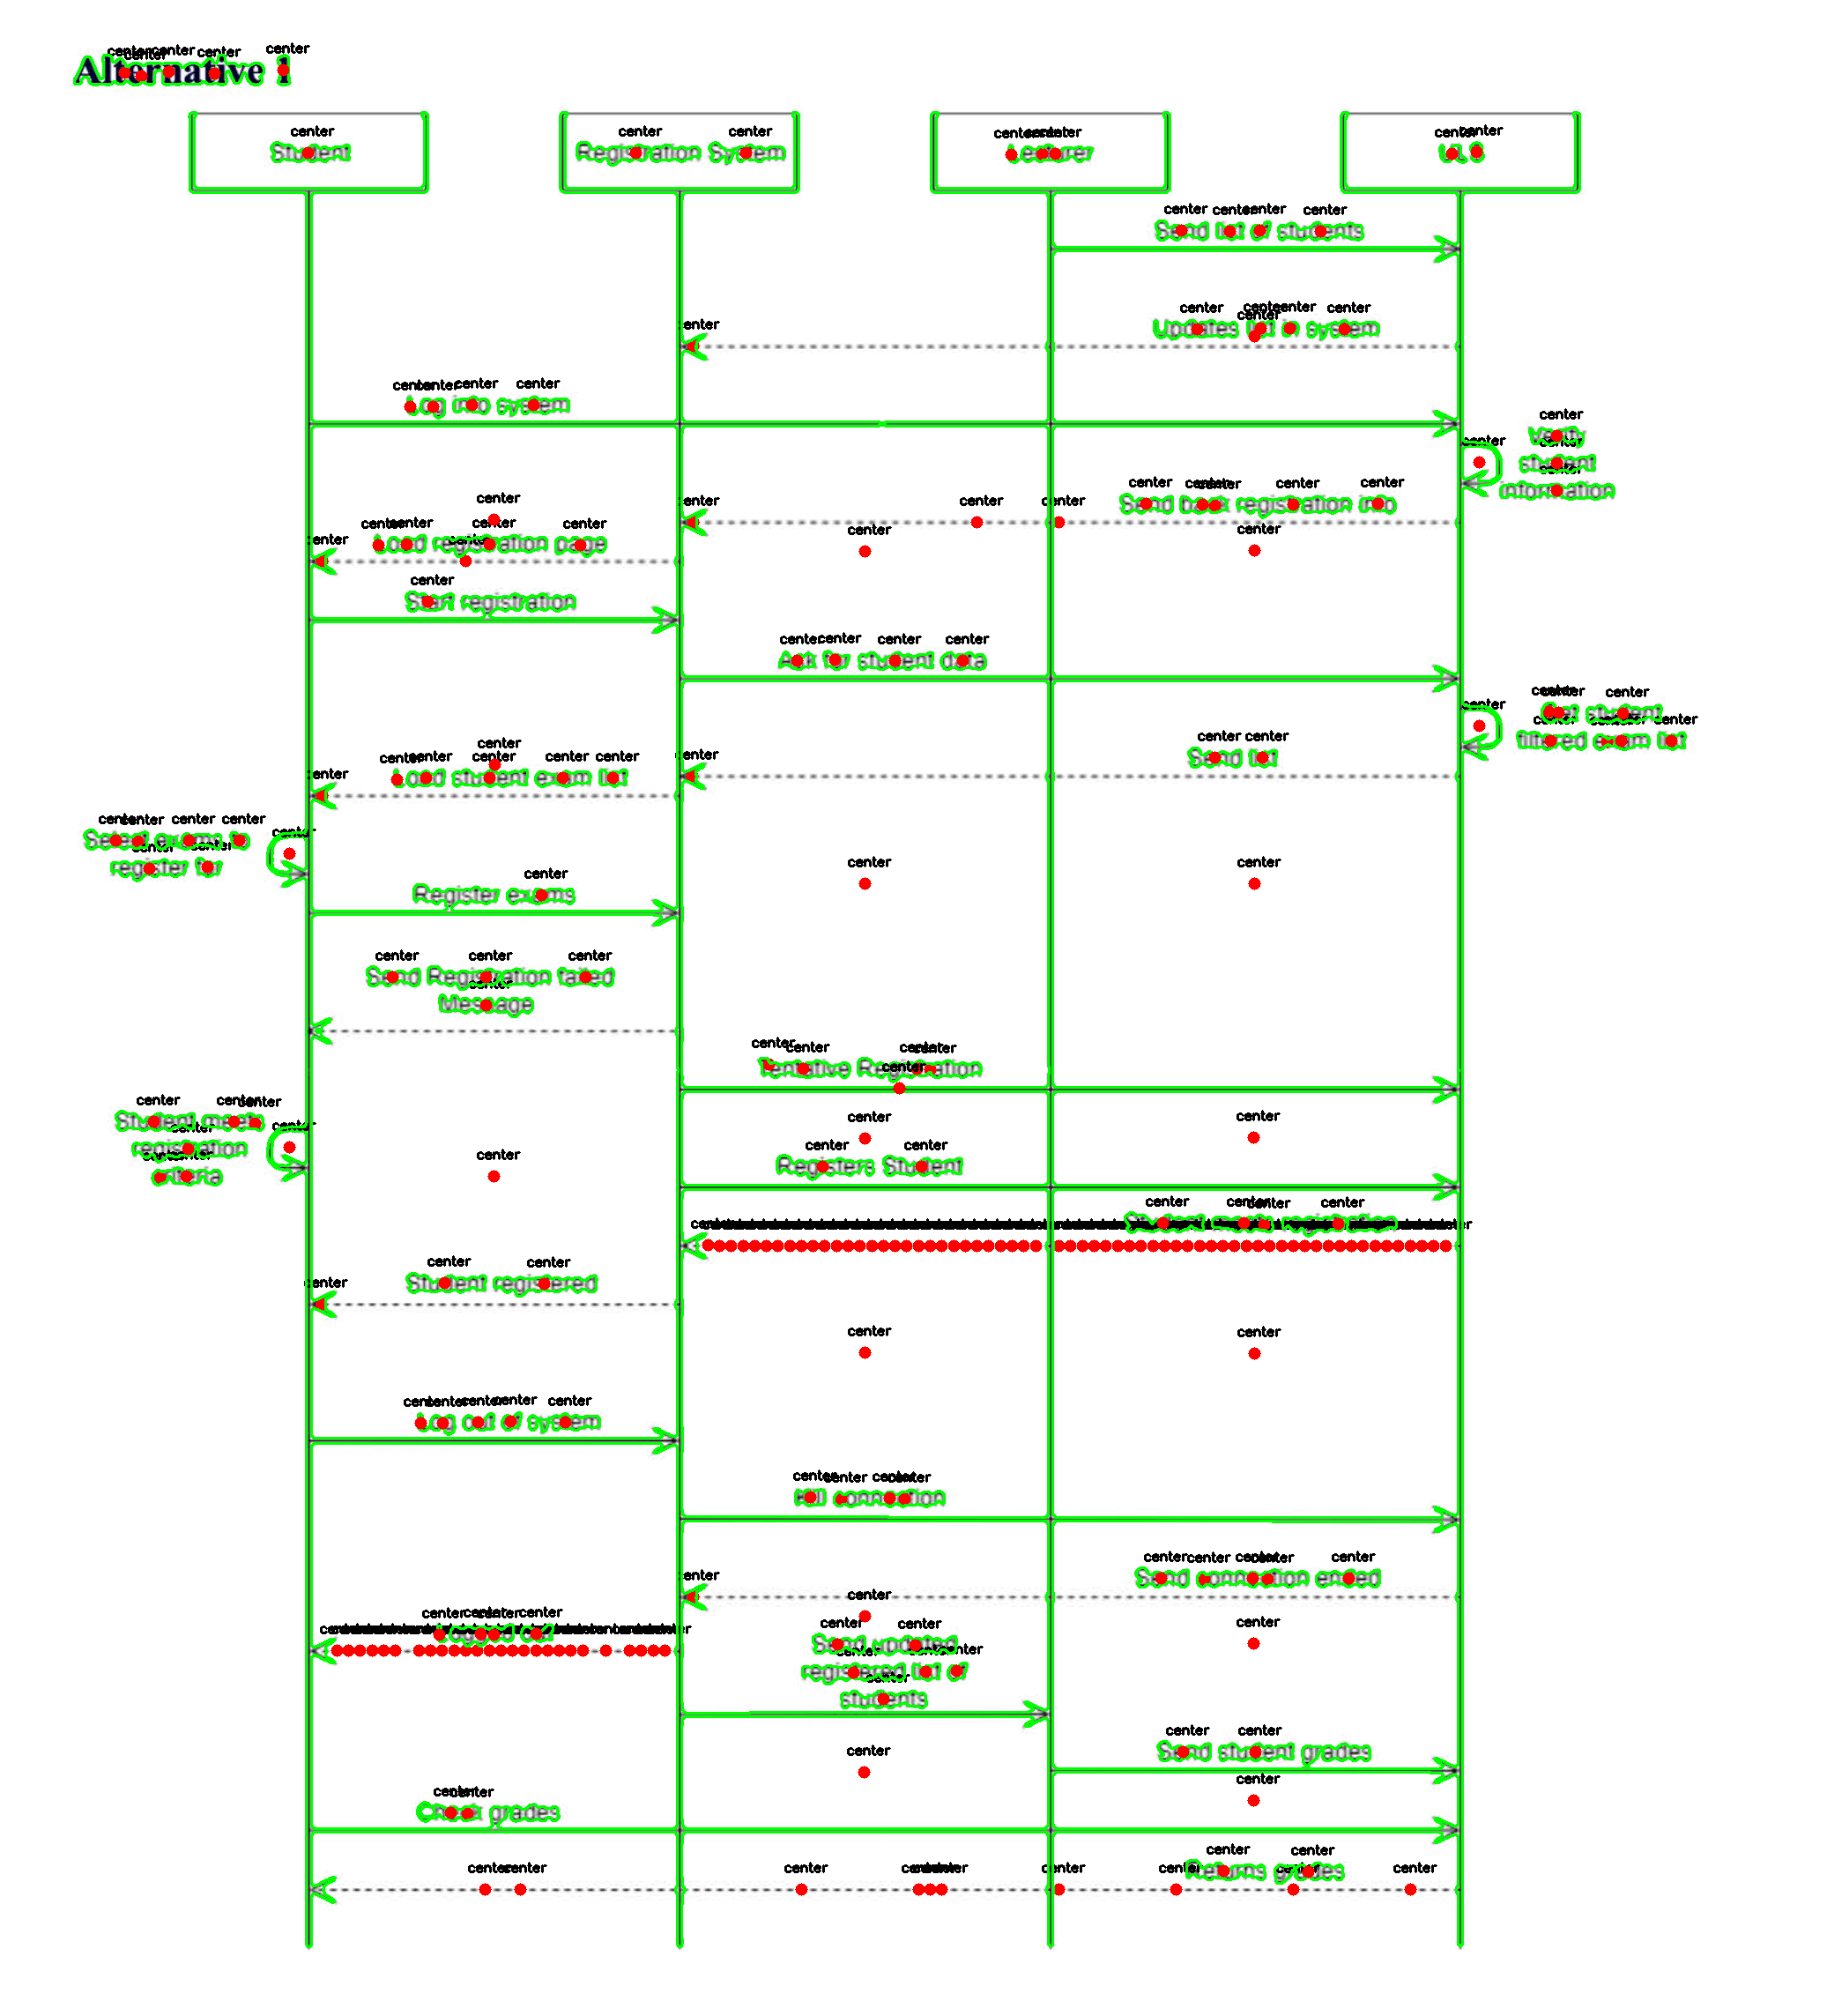 Alternative 1
Student
Registration System
Lecturer
Send list of students
Updates list in system
Log into system
Verify
student
information
Send back registration info
Load registration page
Start registration
Ask for student data
Get student
filtered exam list
Send list
Load student exam list
Select exams to
register for
Register exams
Send Registration failed
Message
Tentative Registration
Student meets
registration
criteria
Registers Student
Student registration
Student registered
Log out of system
Kill connection
Send connection ended
Logged out
Send updated
registered list of
students
Send student grades
Check grades
Returns grades
center